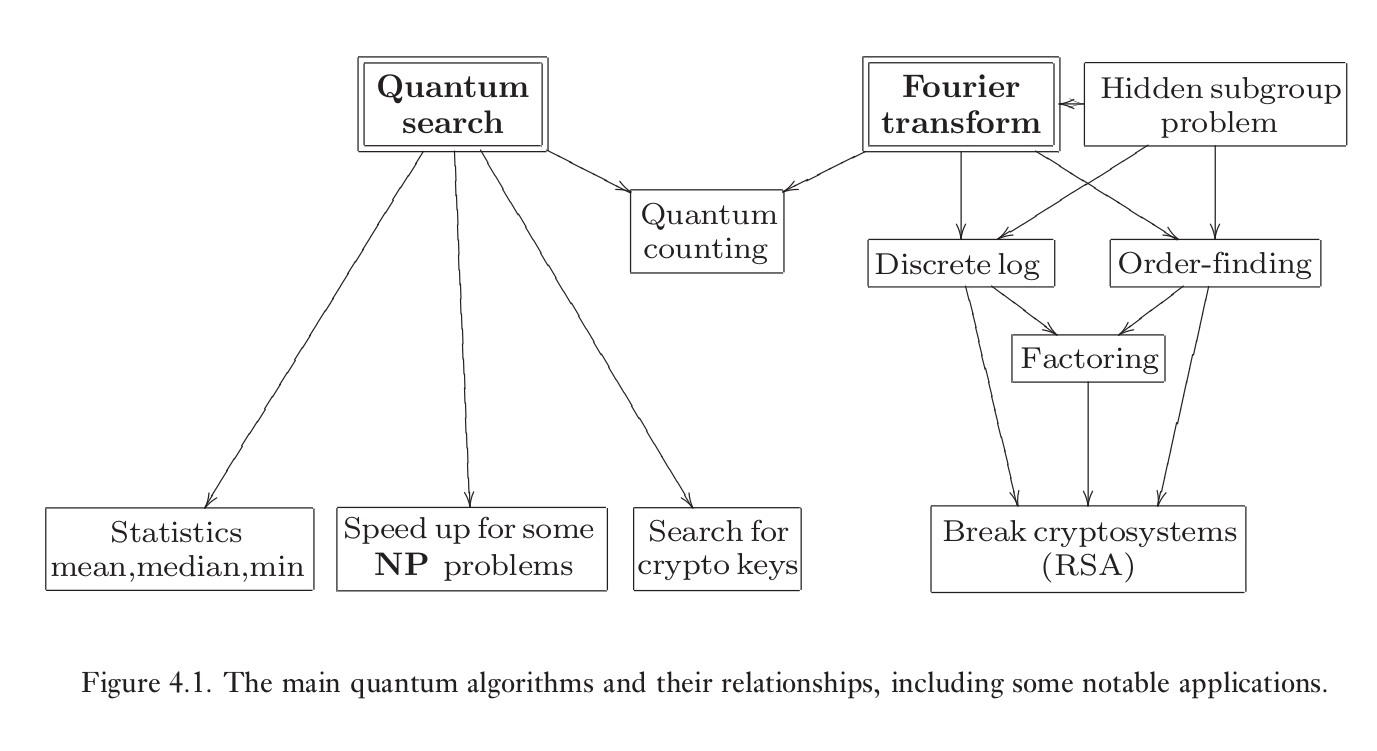 Quantum
search
Fourier
transform
Hidden subgroup
problem
Quantum
counting
Discrete log
Order-finding
Factoring
Statistics
mean,median,min
Speed up for some
NP problems
Search for
crypto keys
Break cryptosystems
(RSA)
Figure 4.1. The main quantum algorithms and their relationships, including some notable applications.